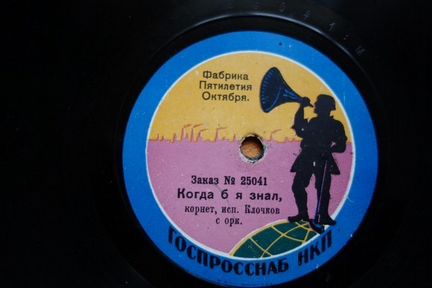 Фабрика
Пятилетия
Октября.
Заказ № 25041
Когда б я знал,
корнет, исп. Клочков
с орк.
ГОСПРОССНАБ НКП